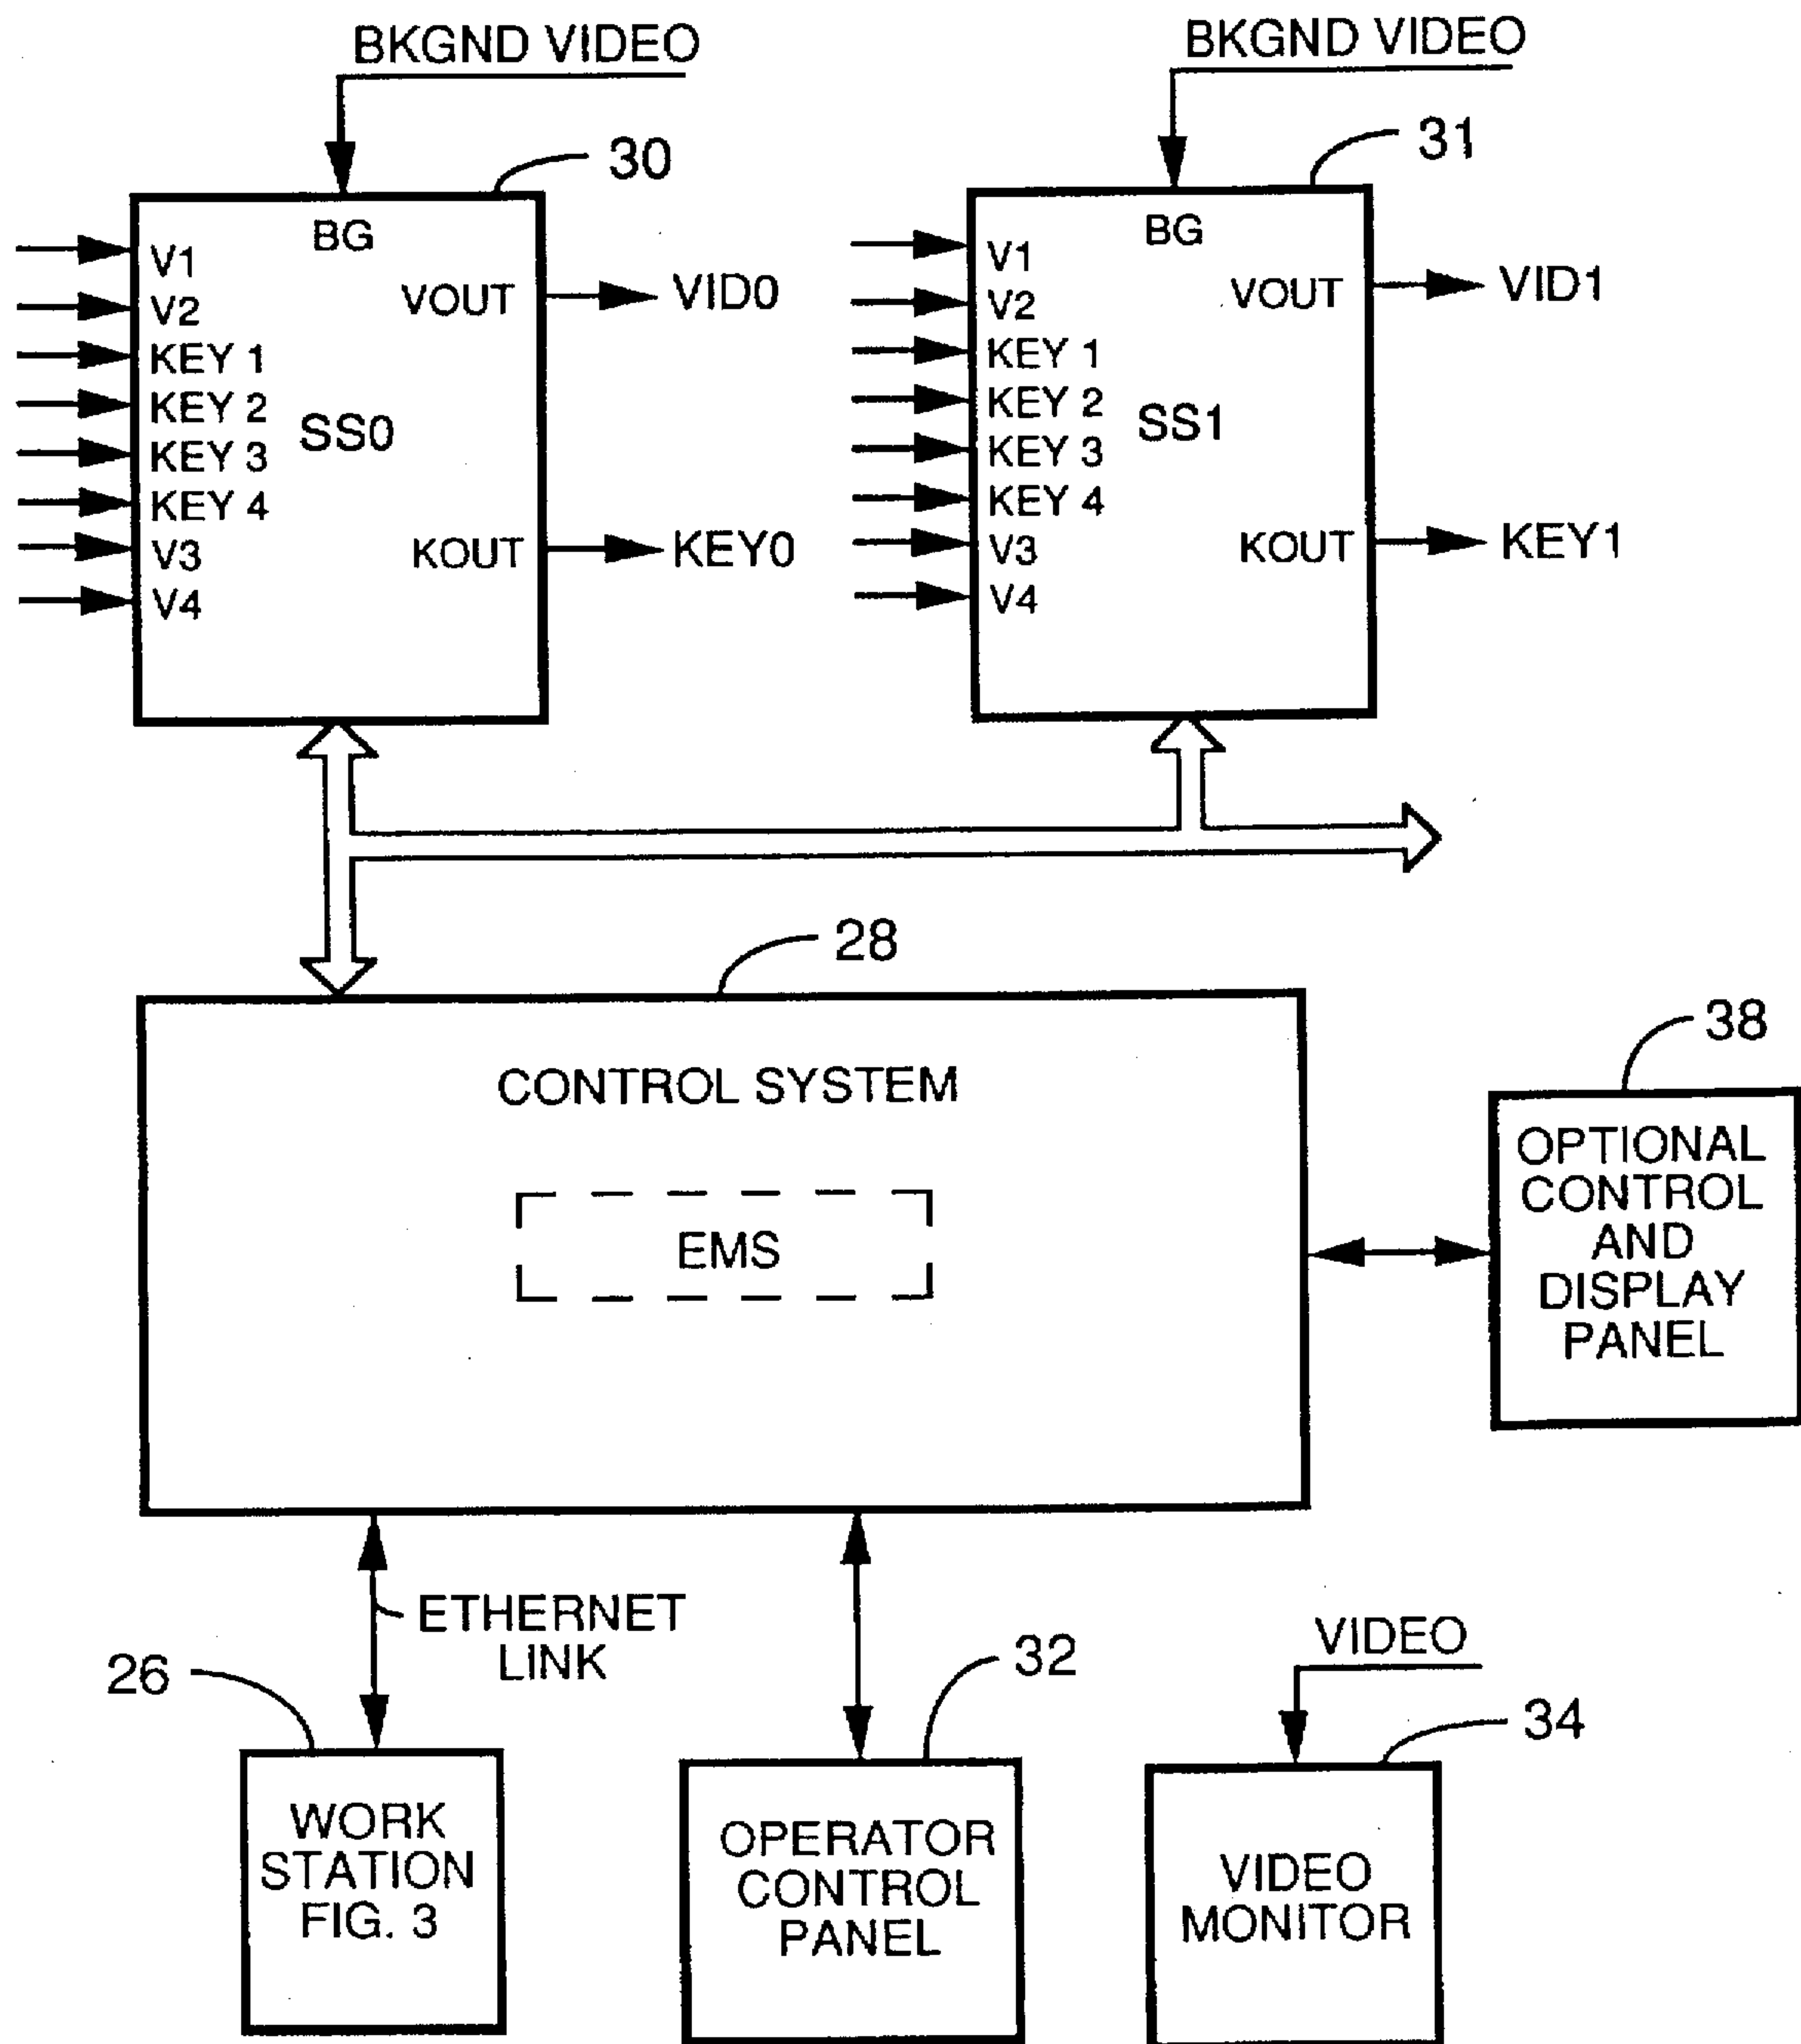 BKGND VIDEO
BKGND VIDEO
30
31
BG
V1
V2
KEY 1
KEY 2
KEY 3
KEY 4
V3
V4
SS0
VOUT
KOUT
VID0
KEY0
BG
V1
V2
KEY 1
KEY 2
KEY 3
KEY 4
V3
V4
SS1
VOUT
KOUT
VID1
KEY1
28
CONTROL SYSTEM
EMS
38
OPTIONAL
CONTROL
AND
DISPLAY
PANEL
ETHERNET
LINK
26
WORK
STATION
FIG. 3
32
OPERATOR
CONTROL
PANEL
VIDEO
34
VIDEO
MONITOR